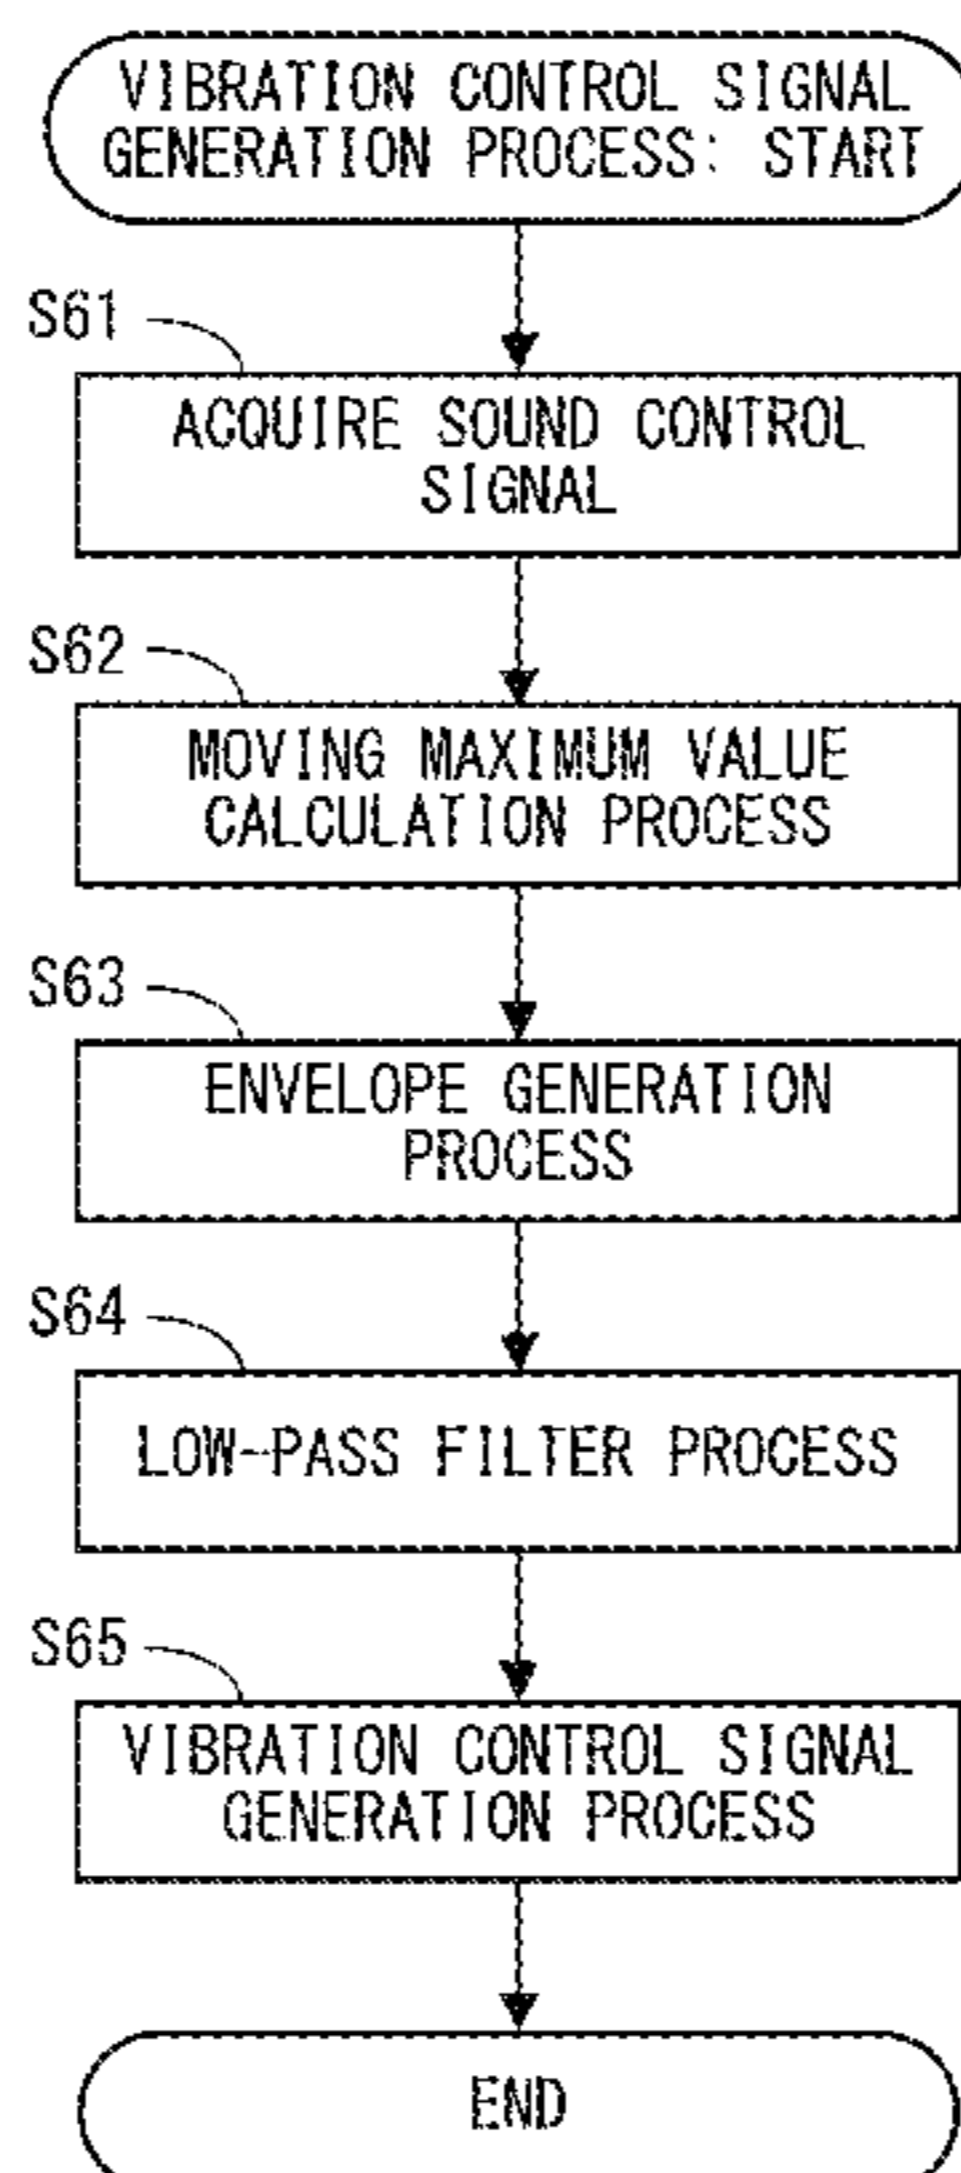 VIBRATION CONTROL SIGNAL
GENERATION PROCESS: START
S61
ACQUIRE SOUND CONTROL
SIGNAL
S62
MOVING MAXIMUM VALUE
CALCULATION PROCESS
S63
ENVELOPE GENERATION
PROCESS
S64
LOW-PASS FILTER PROCESS
S65
VIBRATION CONTROL SIGNAL
GENERATION PROCESS
END